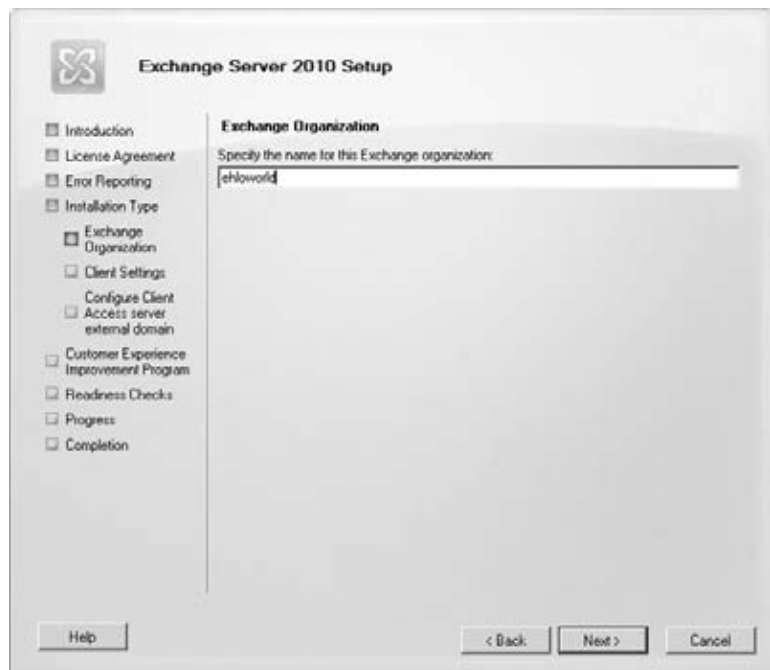 Exchange Server 2010 Setup
Introduction
License Agreement
Error Reporting
Installation Type
Exchange
Organization
Client Settings
Configure Client
Access server
external domain
Customer Experience
Improvement Program
Readiness Checks
Progress
Completion
Exchange Organization
Specify the name for this Exchange organization:
ehloworld
Help
< Back
Next >
Cancel